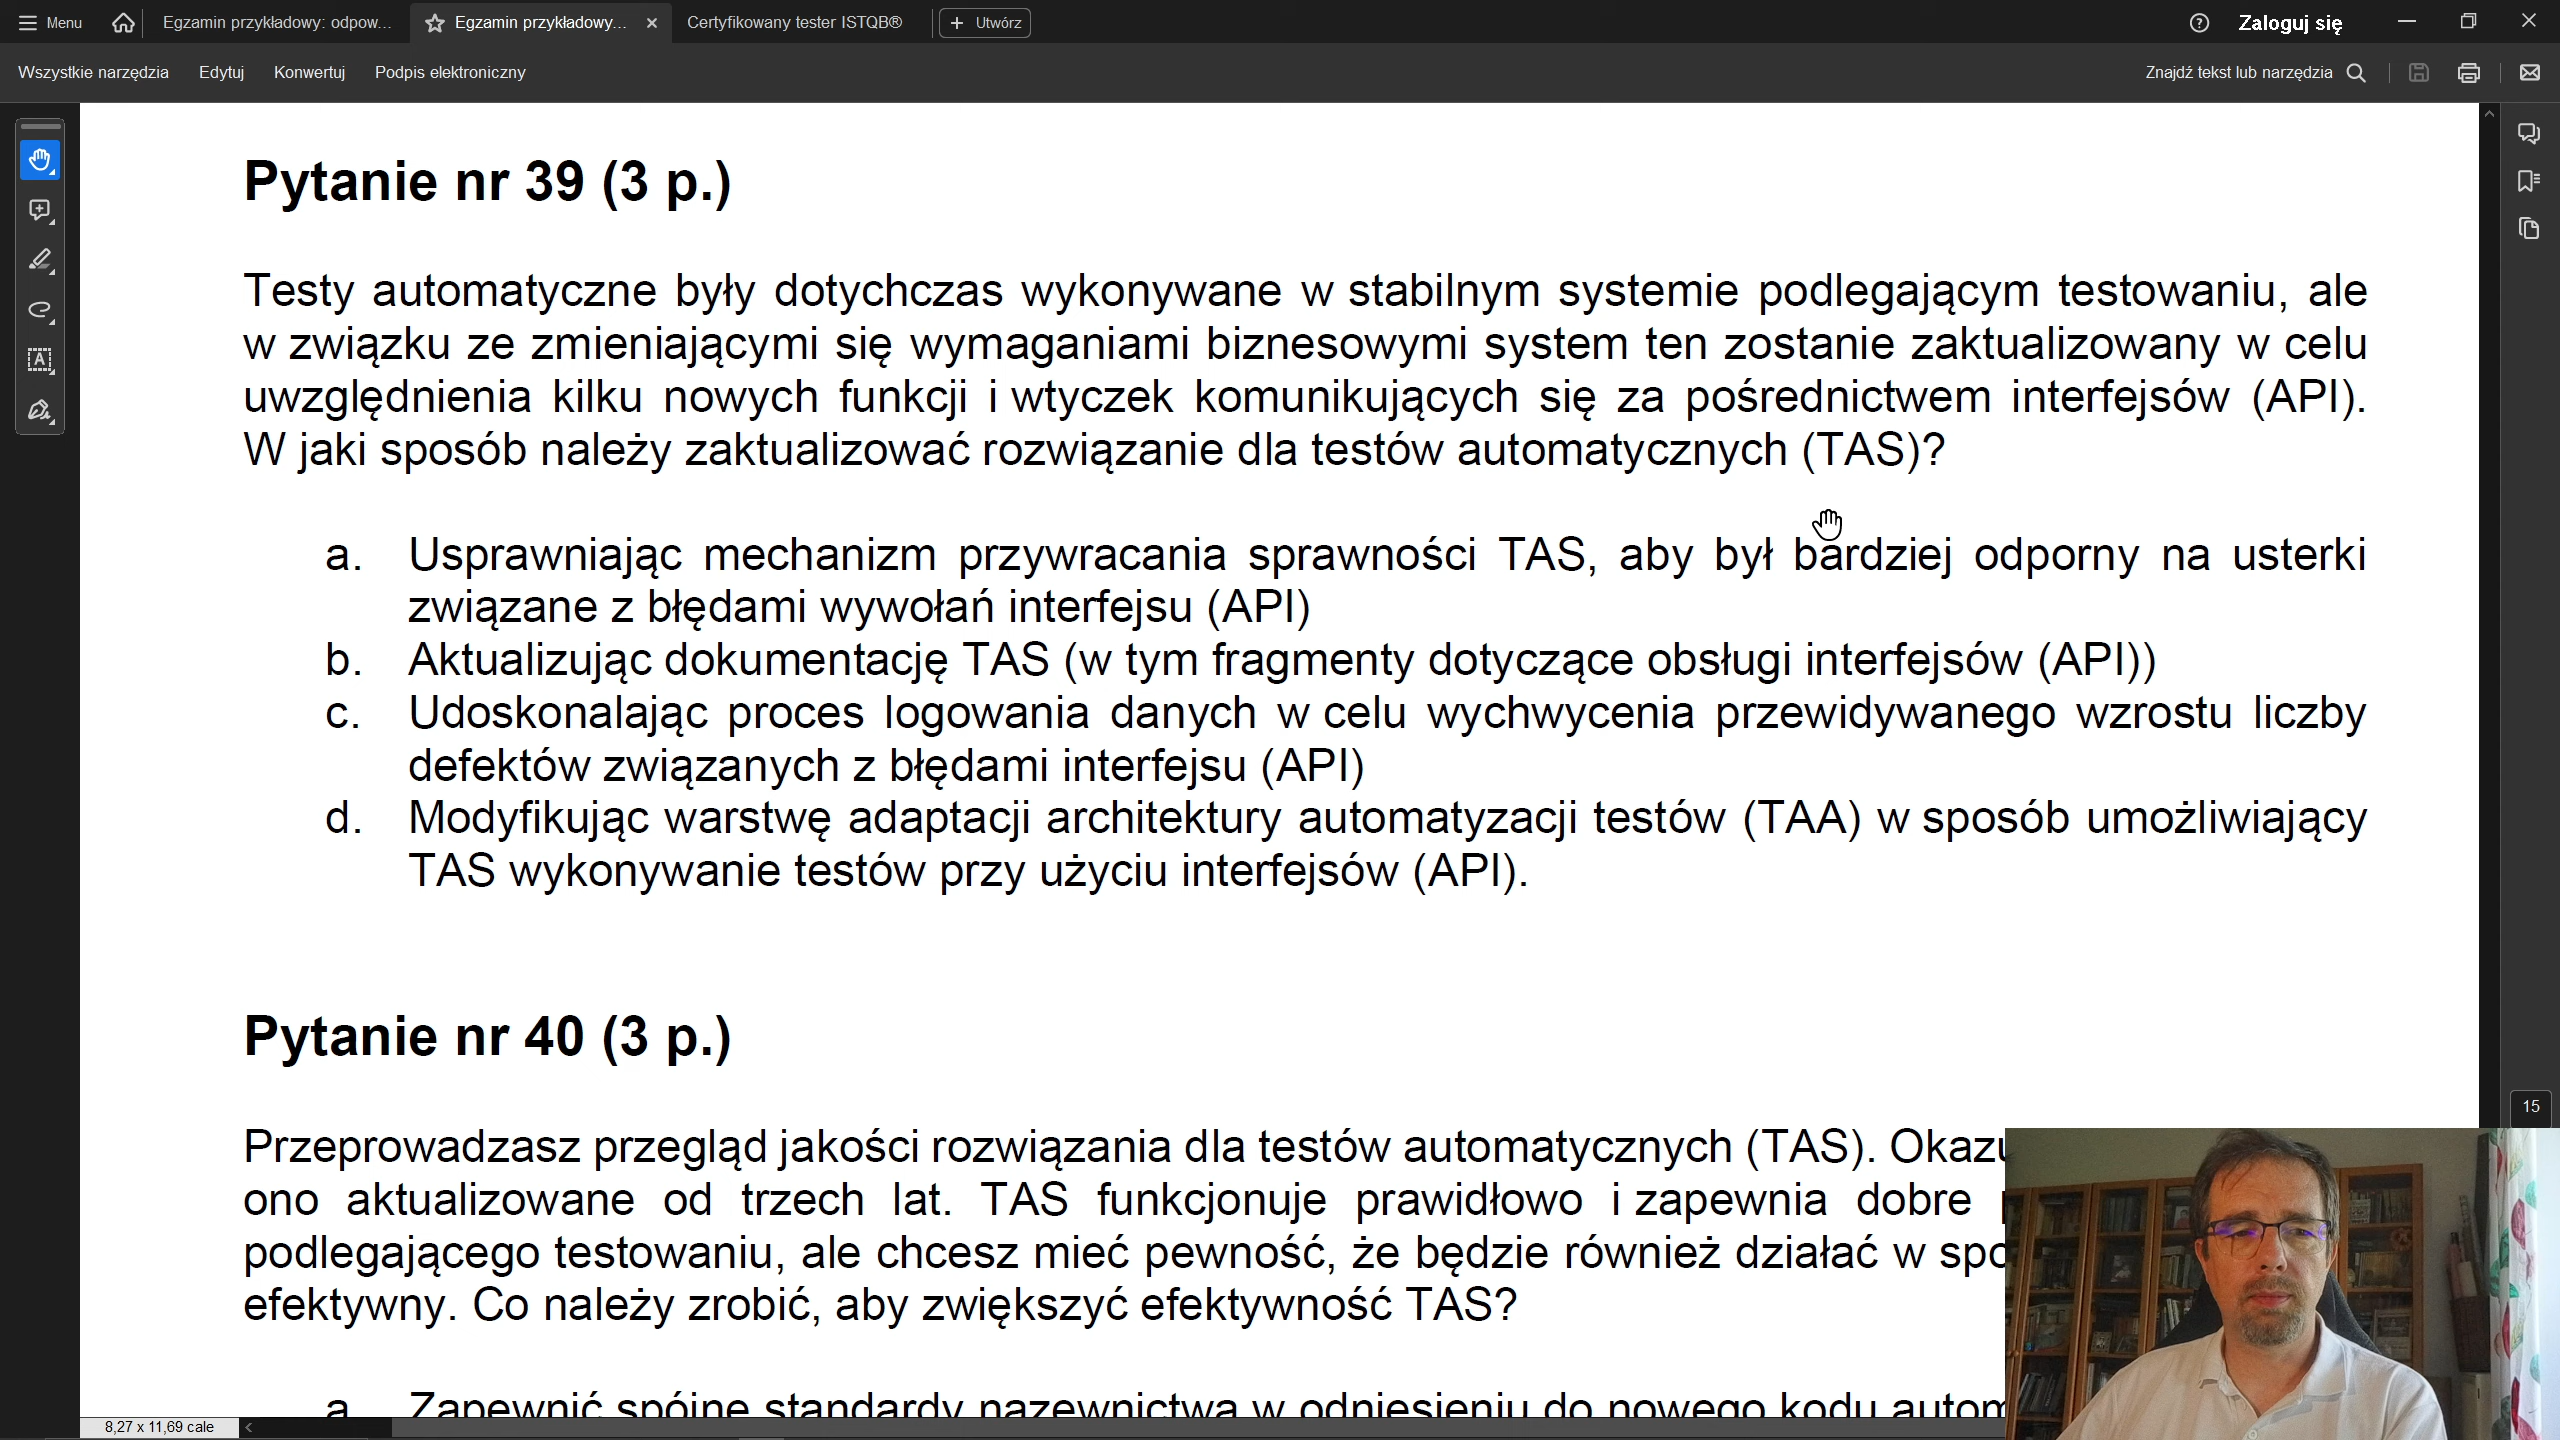 Menu
Egzamin przykładowy: odpow...
Egzamin przykładowy...
Certyfikowany tester ISTQB®
Utwórz
Zaloguj się
Wszystkie narzędzia
Edytuj
Konwertuj
Podpis elektroniczny
Znajdź tekst lub narzędzia
Pytanie nr 39 (3 p.)
Testy automatyczne były dotychczas wykonywane w stabilnym systemie podlegającym testowaniu, ale
w związku ze zmieniającymi się wymaganiami biznesowymi system ten zostanie zaktualizowany w celu
uwzględnienia kilku nowych funkcji i wtyczek komunikujących się za pośrednictwem interfejsów (API).
W jaki sposób należy zaktualizować rozwiązanie dla testów automatycznych (TAS)?
a. Usprawniając mechanizm przywracania sprawności TAS, aby był bardziej odporny na usterki
związane z błędami wywołań interfejsu (API)
b. Aktualizując dokumentację TAS (w tym fragmenty dotyczące obsługi interfejsów (API))
c. Udoskonalając proces logowania danych w celu wychwycenia przewidywanego wzrostu liczby
defektów związanych z błędami interfejsu (API)
d. Modyfikując warstwę adaptacji architektury automatyzacji testów (TAA) w sposób umożliwiający
TAS wykonywanie testów przy użyciu interfejsów (API).
Pytanie nr 40 (3 p.)
Przeprowadzasz przegląd jakości rozwiązania dla testów automatycznych (TAS).
ono aktualizowane od trzech lat. TAS funkcjonuje prawidłowo i zapewnia dobre
podlegającego testowaniu, ale chcesz mieć pewność, że będzie również działać w
efektywny. Co należy zrobić, aby zwiększyć efektywność TAS?
a. Zapewnić spójne standardy nazewnictwa w odniesieniu do nowego kodu
15
8,27 x 11,69 cale